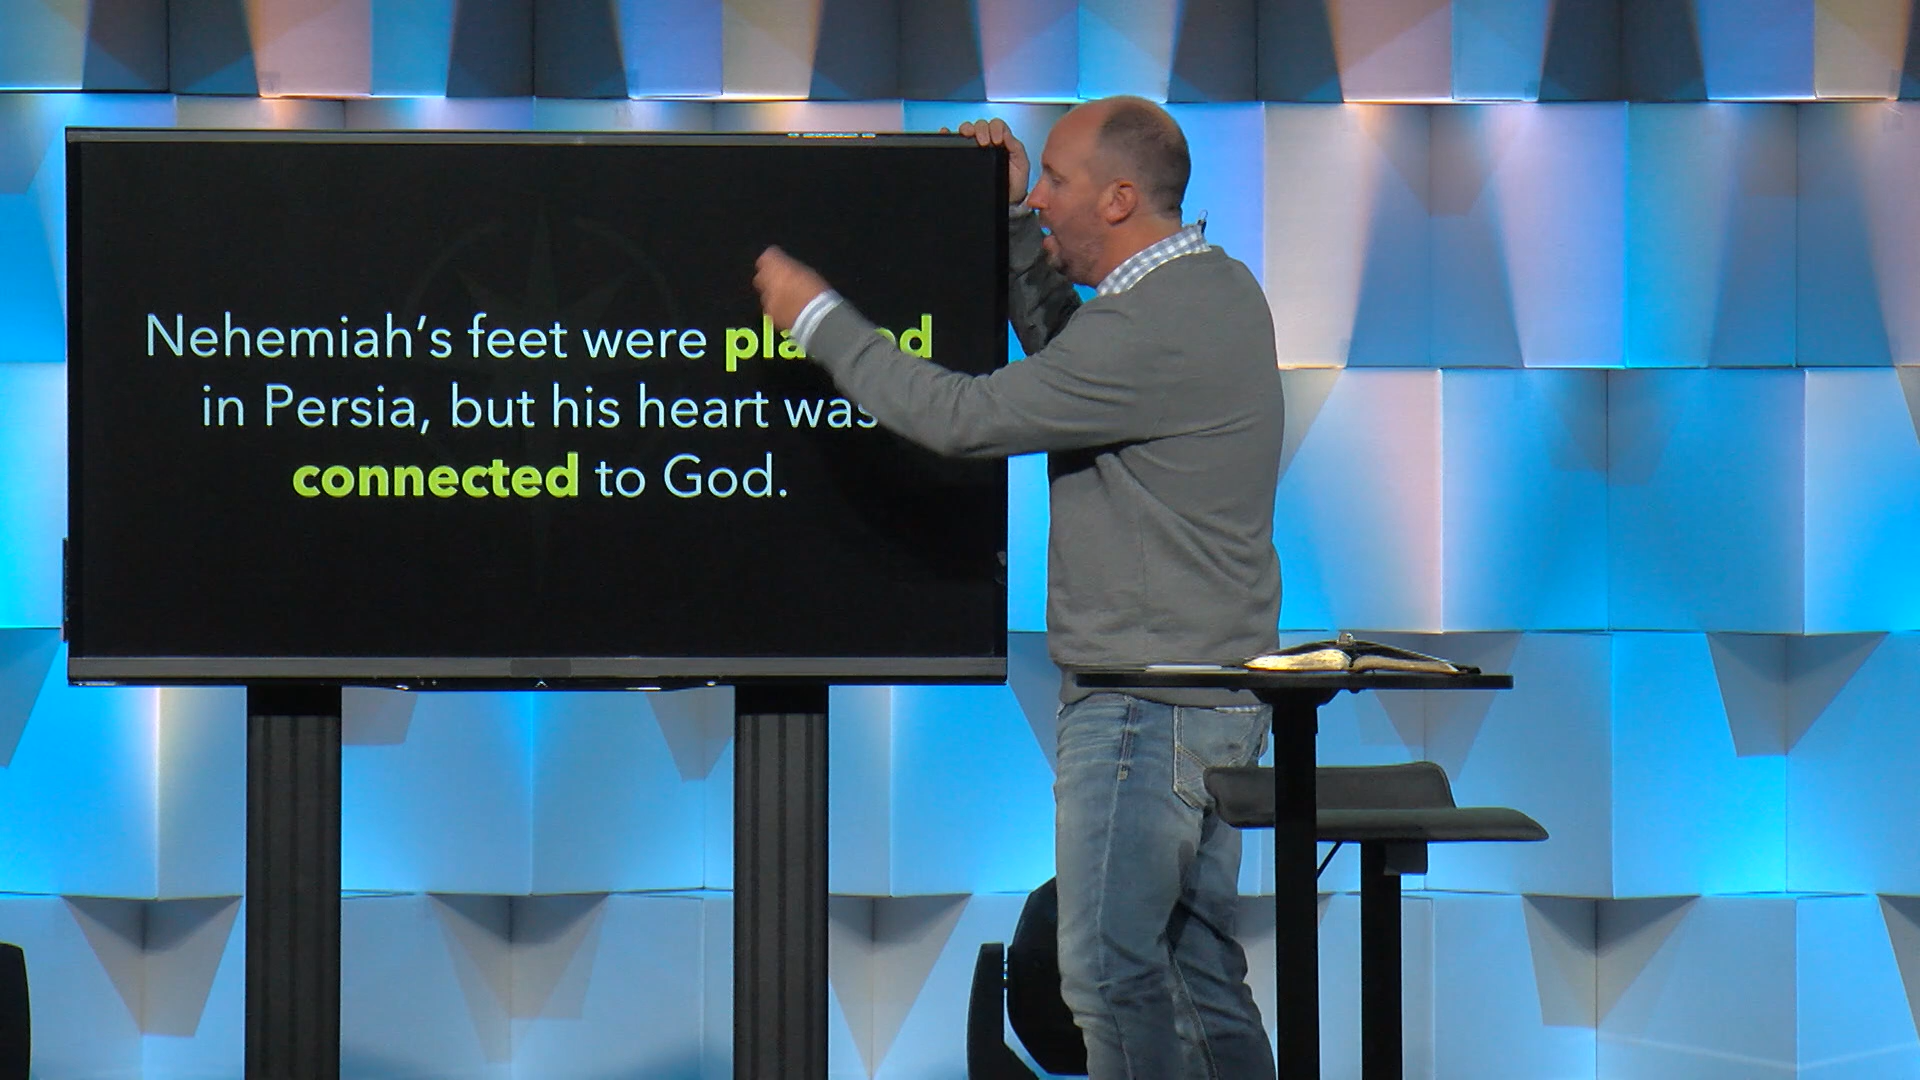 Nehemiah's feet were
in Persia, but his heart was
connected to God.